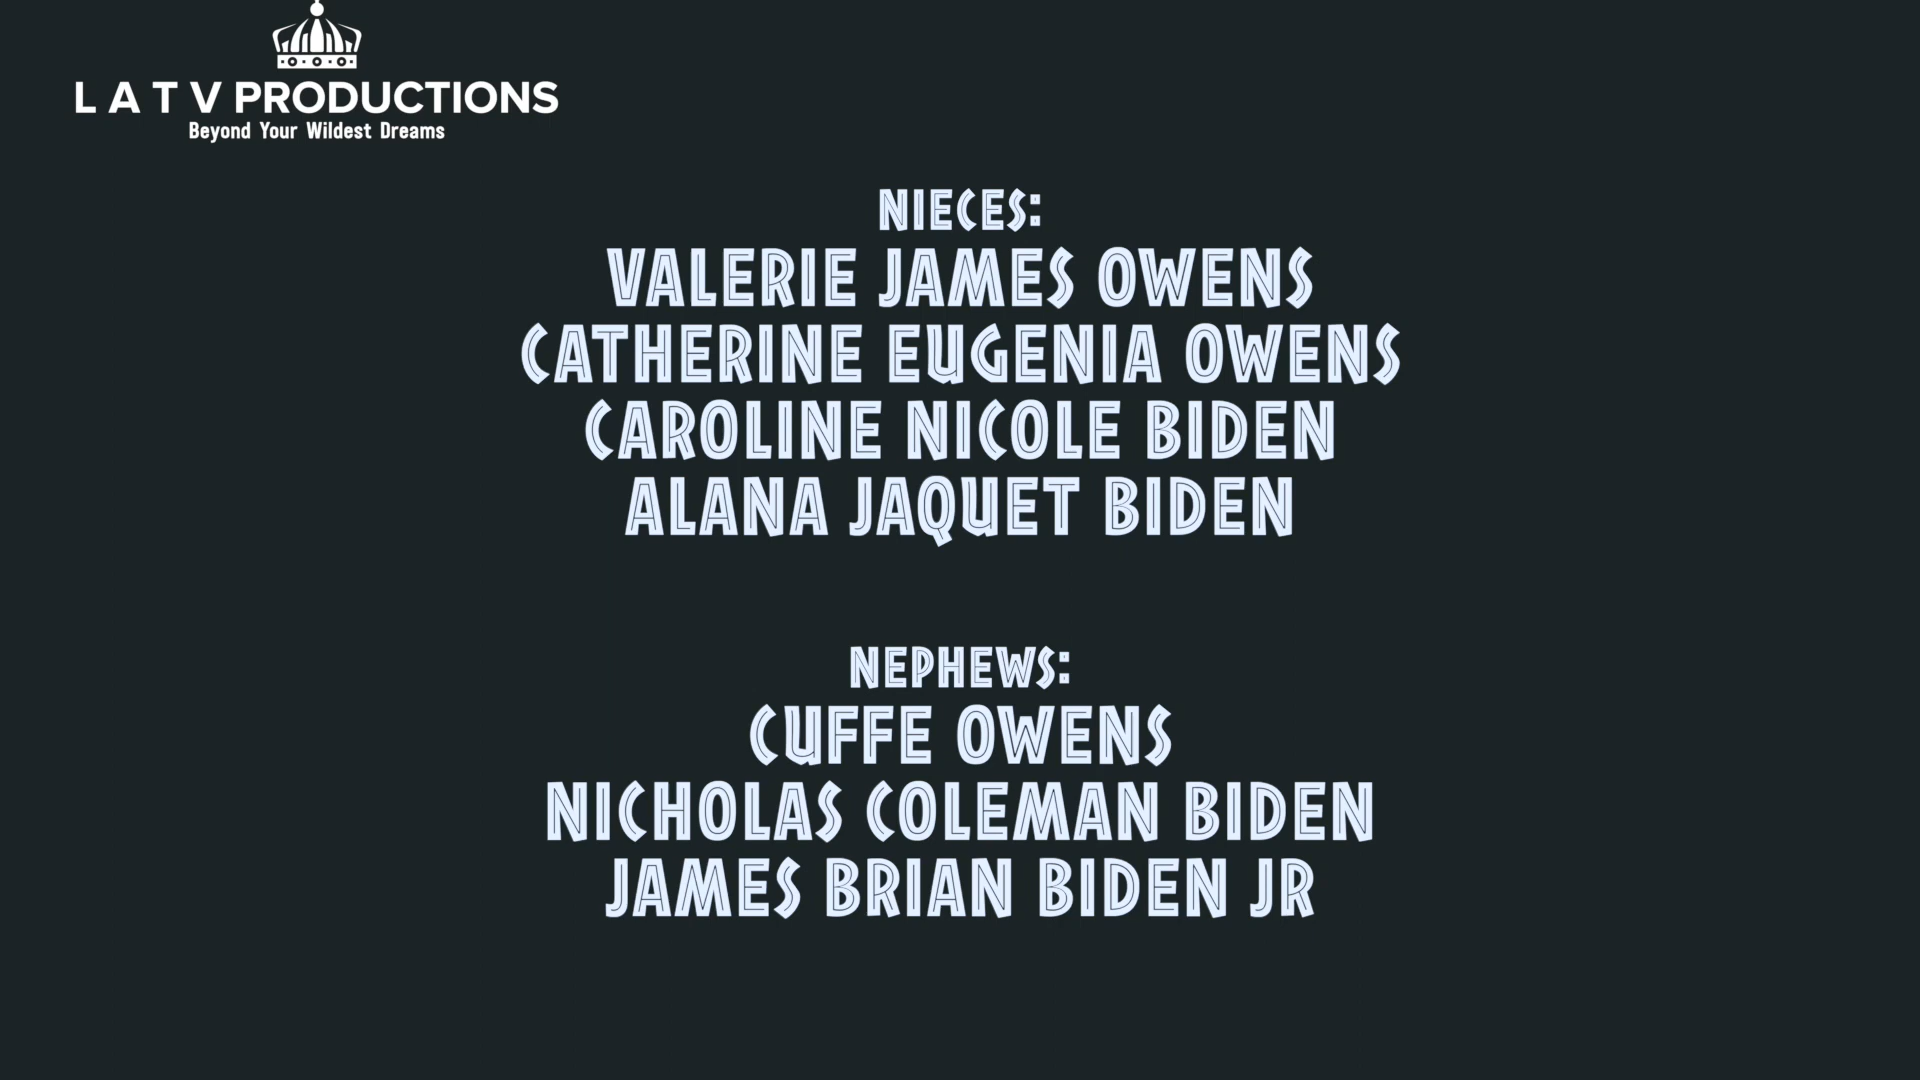 L A T V PRODUCTIONS
Beyond Your Wildest Dreams
NIECES:
VALERIE JAMES OWENS
CATHERINE EUGENIA OWENS
CAROLINE NICOLE BIDEN
ALANA JAQUET BIDEN
NEPHEWS:
CUFFE OWENS
NICHOLAS COLEMAN BIDEN
JAMES BRIAN BIDEN JR